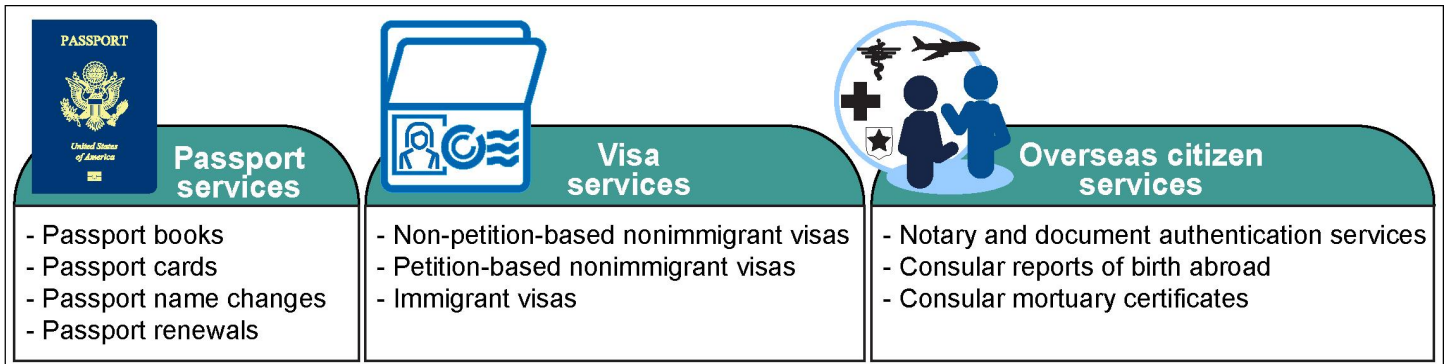 PASSPORT
United States
of America
Passport
services
- Passport books
- Passport cards
- Passport name changes
- Passport renewals
Visa
services
- Non-petition-based nonimmigrant visas
- Petition-based nonimmigrant visas
- Immigrant visas
Overseas citizen
services
- Notary and document authentication services
- Consular reports of birth abroad
- Consular mortuary certificates